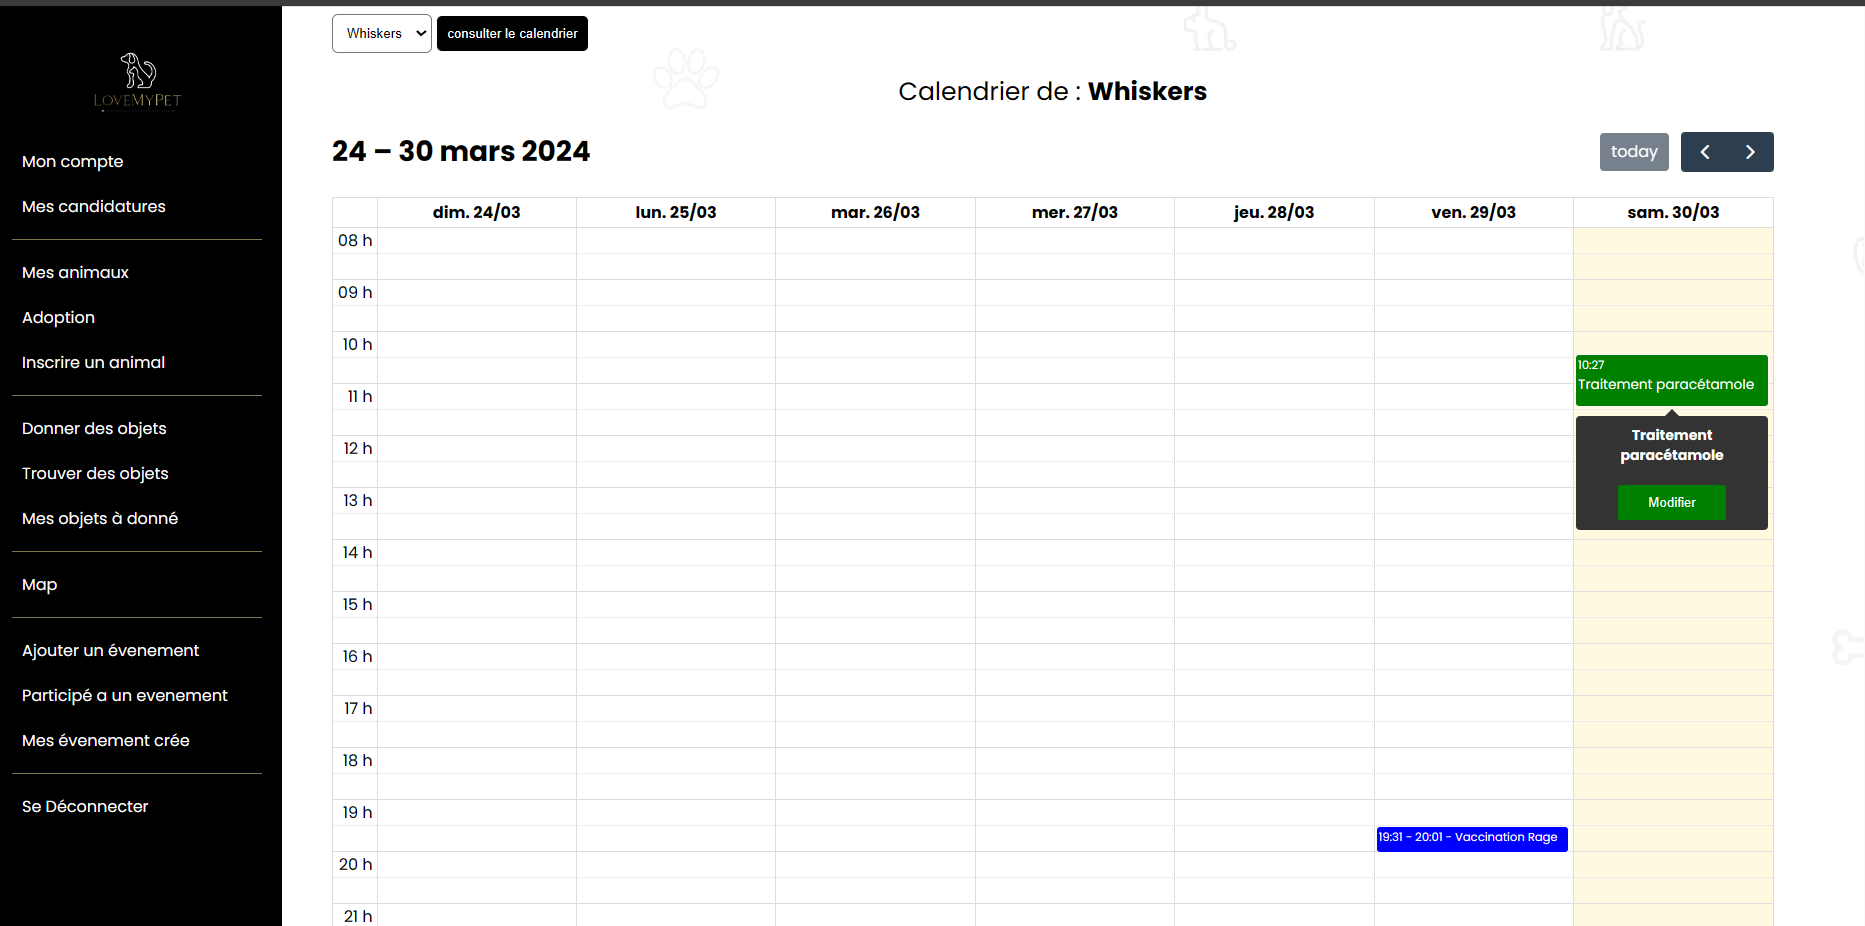 Whiskers
consulter le calendrier
LOVEMYPET
Mon compte
Mes candidatures
Mes animaux
Adoption
Inscrire un animal
Donner des objets
Trouver des objets
Mes objets à donné
Map
Ajouter un évenement
Participé a un evenement
Mes évenement crée
Se Déconnecter
Calendrier de : Whiskers
24 – 30 mars 2024
today
dim. 24/03 lun. 25/03 mar. 26/03 mer. 27/03 jeu. 28/03 ven. 29/03 sam. 30/03
08 h
09 h
10 h
10:27
Traitement paracétamole
11 h
Traitement
paracétamole
12 h
13 h
Modifier
14 h
15 h
16 h
17 h
18 h
19 h
19:31 - 20:01 - Vaccination Rage
20 h
21 h